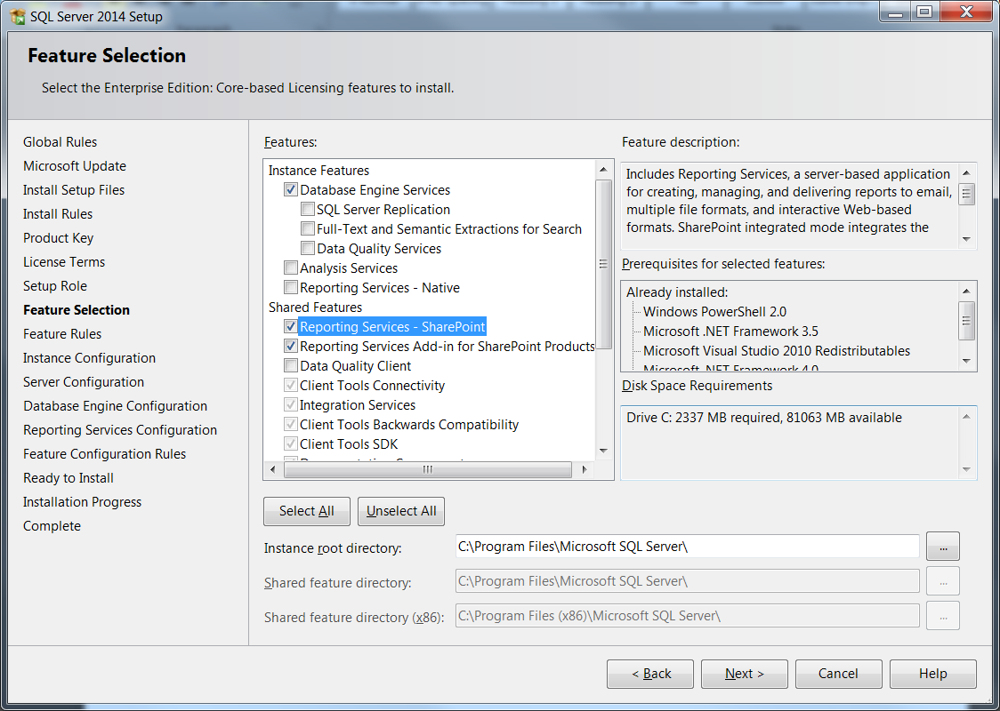 SQL Server 2014 Setup
Feature Selection
Select the Enterprise Edition: Core-based Licensing features to install.
Global Rules
Microsoft Update
Install Setup Files
Install Rules
Product Key
License Terms
Setup Role
Feature Selection
Feature Rules
Instance Configuration
Server Configuration
Database Engine Configuration
Reporting Services Configuration
Feature Configuration Rules
Ready to Install
Installation Progress
Complete
Features:
Instance Features
Database Engine Services
SQL Server Replication
Full-Text and Semantic Extractions for Search
Data Quality Services
Analysis Services
Reporting Services - Native
Shared Features
Reporting Services - SharePoint
Reporting Services Add-in for SharePoint Products
Data Quality Client
Client Tools Connectivity
Integration Services
Client Tools Backwards Compatibility
Client Tools SDK
Select All
Unselect All
Feature description:
Includes Reporting Services, a server-based application
for creating, managing, and delivering reports to email,
multiple file formats, and interactive Web-based
formats. SharePoint integrated mode integrates the
Prerequisites for selected features:
Already installed:
Windows PowerShell 2.0
Microsoft .NET Framework 3.5
Microsoft Visual Studio 2010 Redistributables
Microsoft .NET Framework 4.0
Disk Space Requirements
Drive C: 2337 MB required, 81063 MB available
Instance root directory:
C:\Program Files\Microsoft SQL Server\
...
Shared feature directory:
C:\Program Files\Microsoft SQL Server\
...
Shared feature directory (x86):
C:\Program Files (x86)\Microsoft SQL Server\
...
< Back
Next >
Cancel
Help